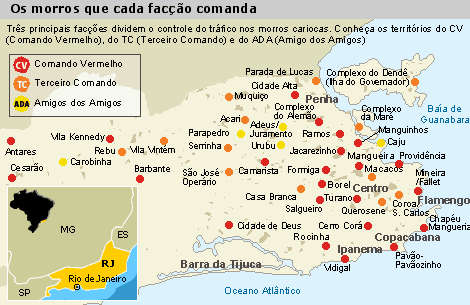 Os morros que cada facção comanda
Três principais facções dividem o controle do tráfico nos morros cariocas. Conheça os territórios do CV
(Comando Vermelho), do TC (Terceiro Comando) e do ADA (Amigo dos Amigos)
CV Comando Vermelho
TC Terceiro Comando
ADA Amigos dos Amigos
Parada de Lucas
Complexo do Dendê
(Ilha do Governador)
Cidade Alta
Muquiço
Penha
Complexo
do Alemão
Complexo
da Maré
Baía de
Guanabara
Acari
Adeus/
Juramento
Parapedro
Ramos
Manguinhos
Vila Kennedy
Rebu
Vila Vintém
Serrinha
Urubu
Jacarezinho
Caju
Antares
Carobinha
Mangueira
Providência
Cesarão
Barbante
São José
Operário
Camarista
Formiga
Macacos
Mineira
/Fallet
Borel
Centro
Casa Branca
Turano
Coroa/
S. Carlos
Flamengo
Salgueiro
Querosene
Chapéu
Mangueira
Cidade de Deus
Cerro Corá
Copacabana
Rocinha
Ipanema
Pavão-
Pavãozinho
Barra da Tijuca
Vidigal
Oceano Atlântico
MG
ES
RJ
Rio de Janeiro
SP